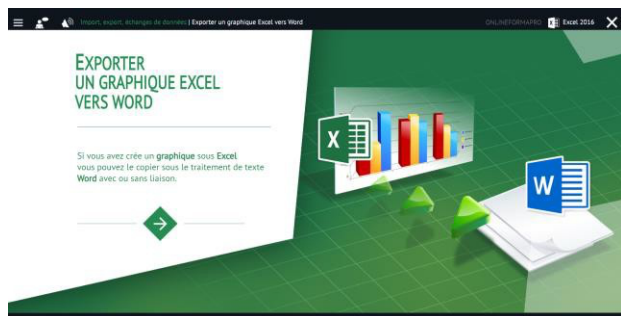 Import, export, échanges de données | Exporter un graphique Excel vers Word
ONLINEFORMAPRO Excel 2016
EXPORTER
UN GRAPHIQUE EXCEL
VERS WORD
Si vous avez crée un graphique sous Excel
vous pouvez le copier sous le traitement de texte
Word avec ou sans liaison.
X
W